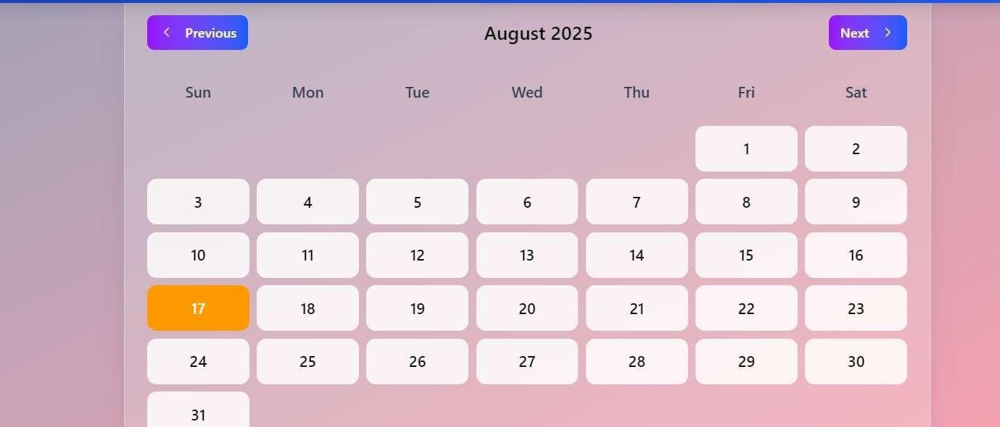 Previous August 2025 Next
Sun Mon Tue Wed Thu Fri Sat
1 2
3 4 5 6 7 8 9
10 11 12 13 14 15 16
17 18 19 20 21 22 23
24 25 26 27 28 29 30
31